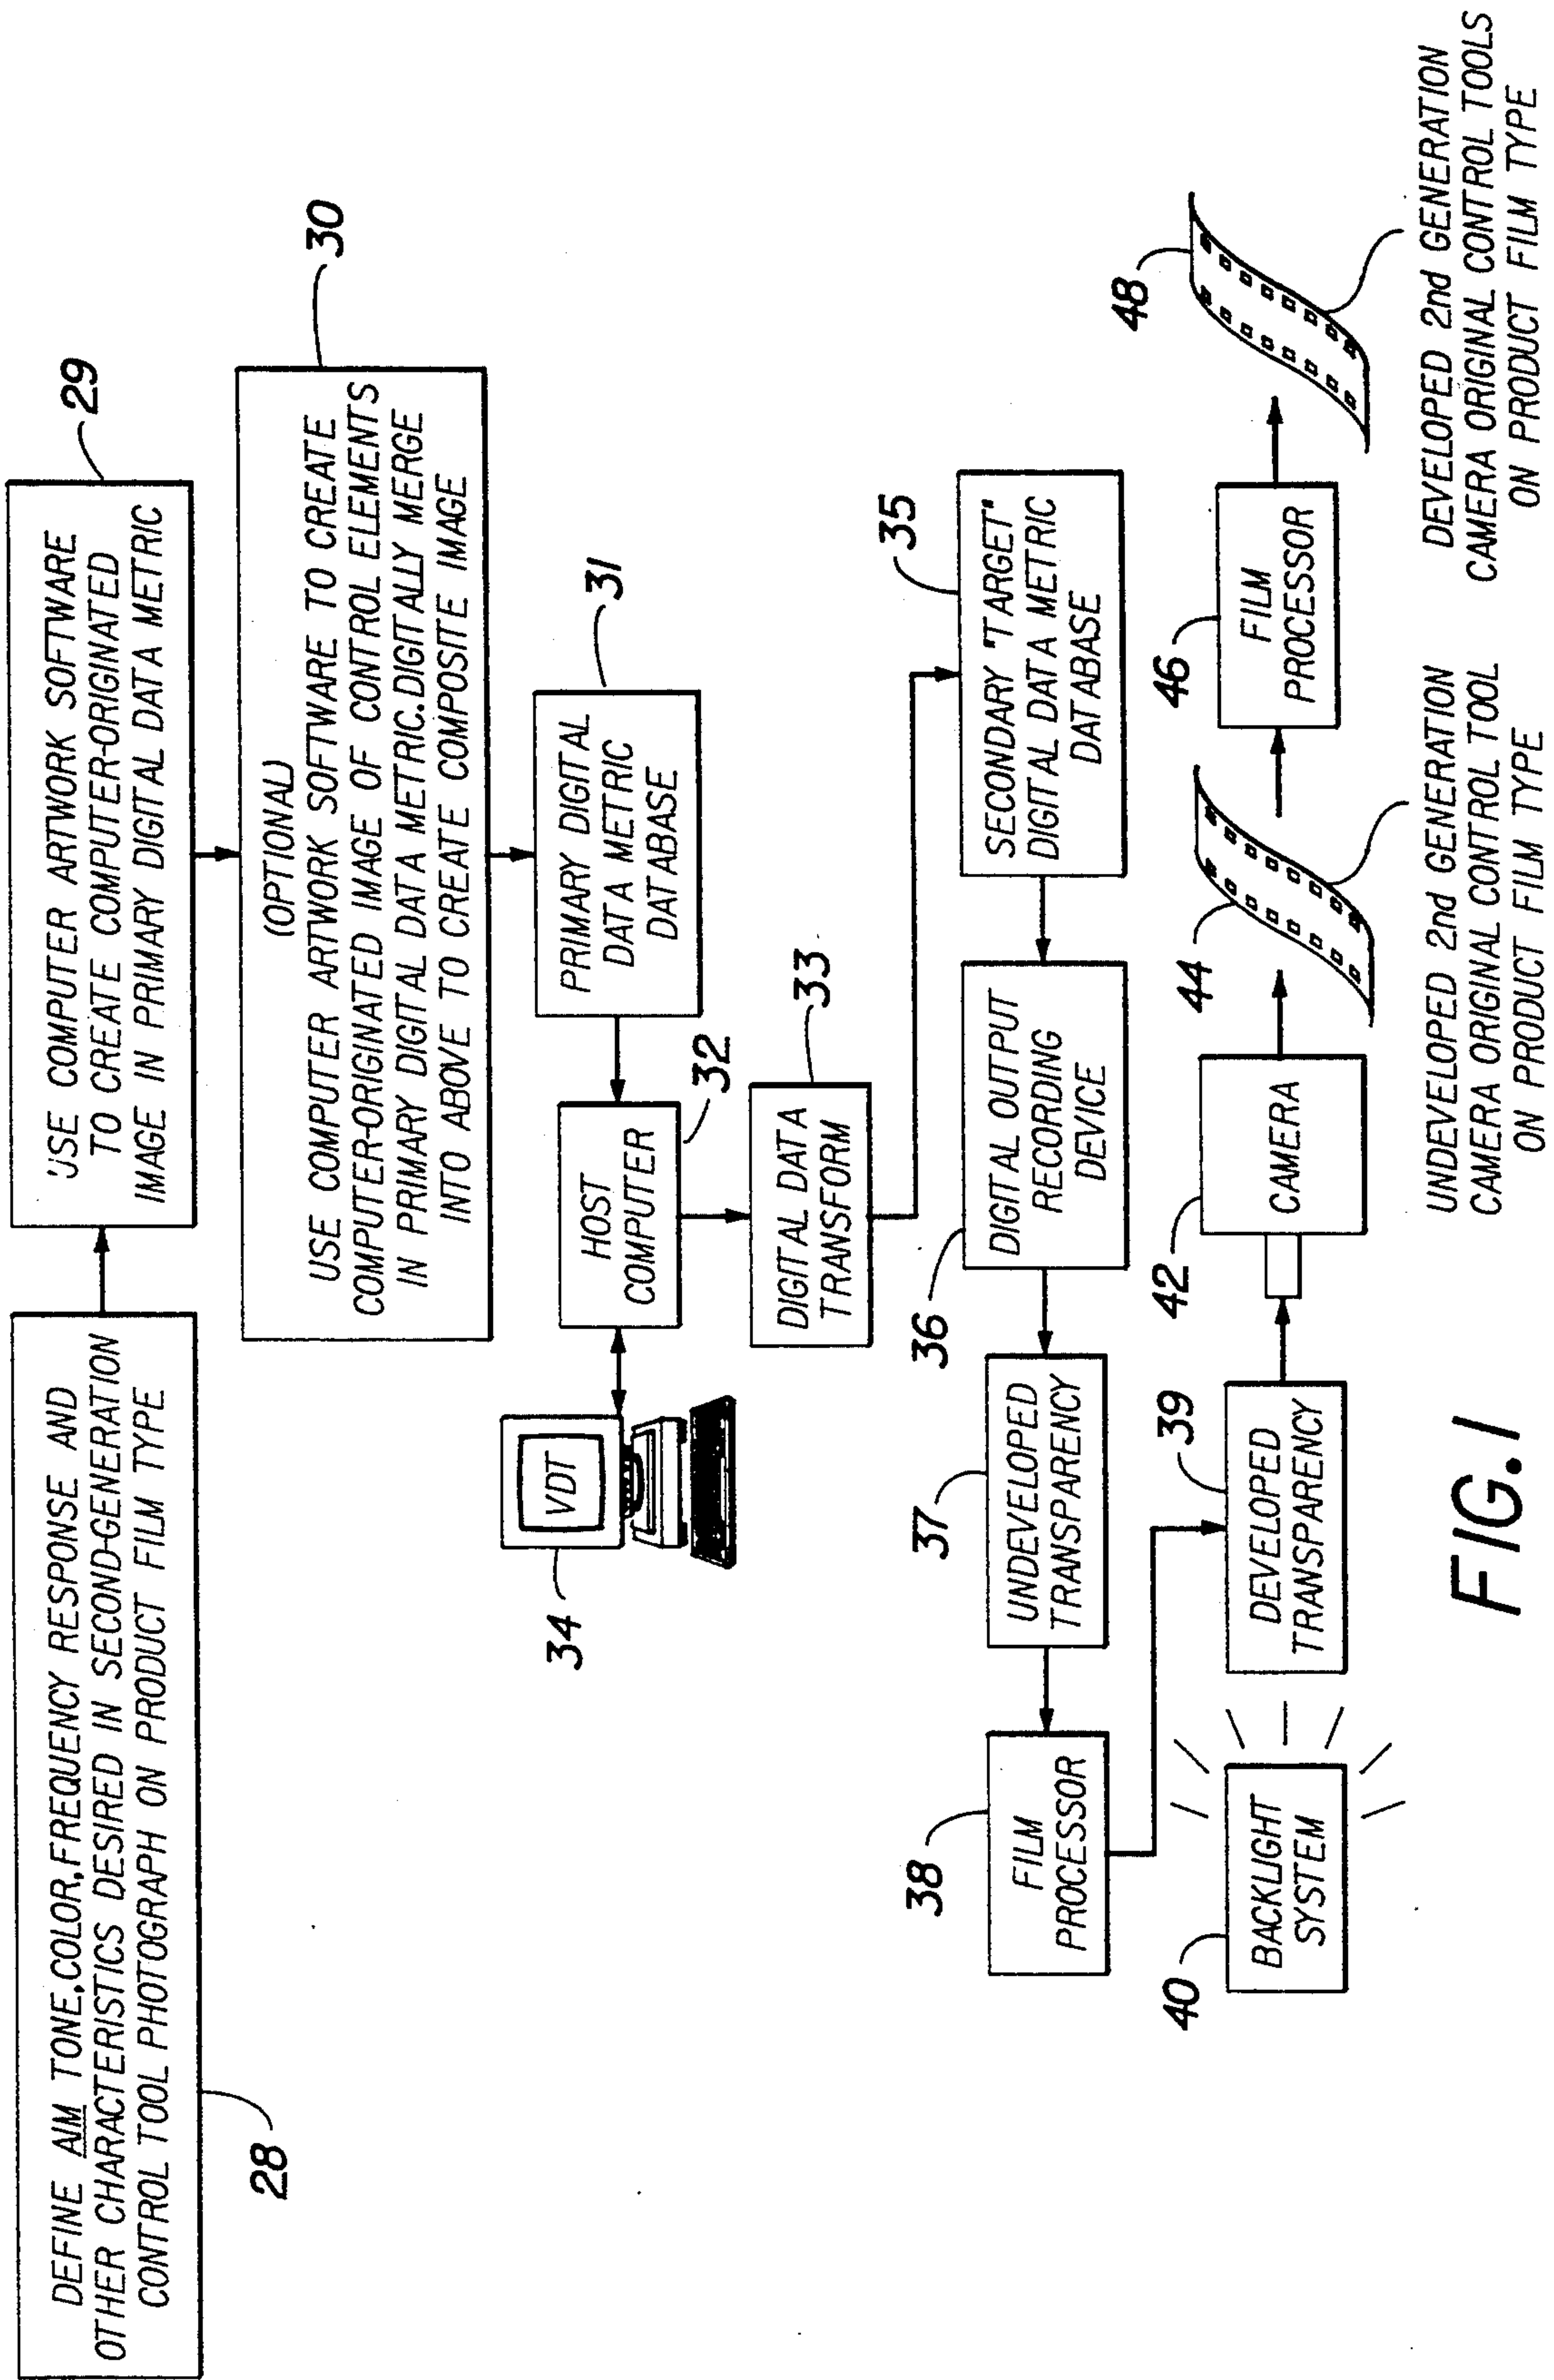 DEFINE AIM TONE,COLOR,FREQUENCY RESPONSE AND
OTHER CHARACTERISTICS DESIRED IN SECOND-GENERATION
CONTROL TOOL PHOTOGRAPH ON PRODUCT FILM TYPE
28
USE COMPUTER ARTWORK SOFTWARE
TO CREATE COMPUTER-ORIGINATED
IMAGE IN PRIMARY DIGITAL DATA METRIC
29
(OPTIONAL)
USE COMPUTER ARTWORK SOFTWARE TO CREATE
COMPUTER-ORIGINATED IMAGE OF CONTROL ELEMENTS
IN PRIMARY DIGITAL DATA METRIC.DIGITALLY MERGE
INTO ABOVE TO CREATE COMPOSITE IMAGE
30
PRIMARY DIGITAL
DATA METRIC
DATABASE
31
HOST
COMPUTER
32
VDT
34
DIGITAL DATA
TRANSFORM
33
SECONDARY "TARGET"
DIGITAL DATA METRIC
DATABASE
35
DIGITAL OUTPUT
RECORDING
DEVICE
36
UNDEVELOPED
TRANSPARENCY
37
FILM
PROCESSOR
38
BACKLIGHT
SYSTEM
40
DEVELOPED
TRANSPARENCY
39
CAMERA
42
44
FILM
PROCESSOR
46
48
UNDEVELOPED 2nd GENERATION
CAMERA ORIGINAL CONTROL TOOL
ON PRODUCT FILM TYPE
DEVELOPED 2nd GENERATION
CAMERA ORIGINAL CONTROL TOOLS
ON PRODUCT FILM TYPE
FIG.1